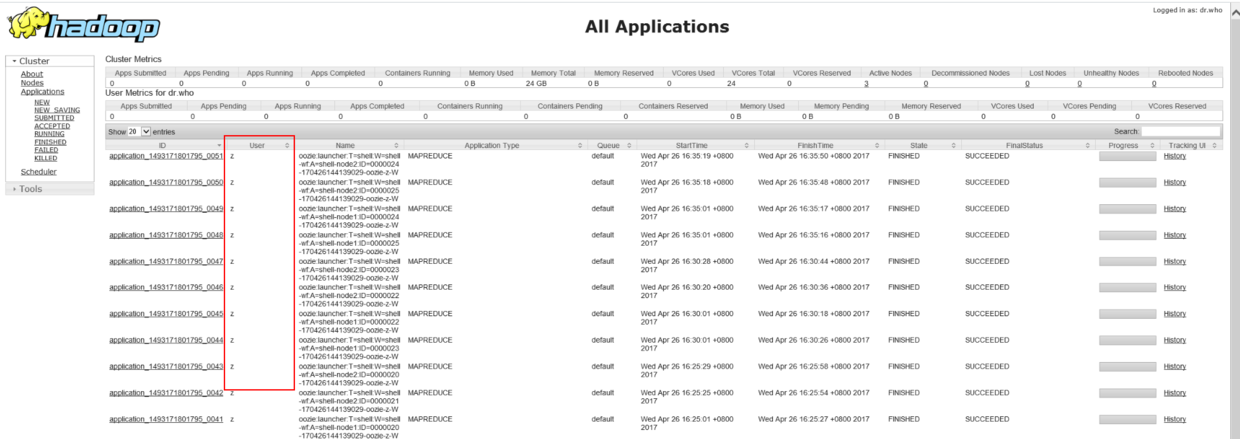 Logged in as: dr.who
hadoop
All Applications
Cluster
About
Nodes
Applications
NEW
NEW_SAVING
SUBMITTED
ACCEPTED
RUNNING
FINISHED
FAILED
KILLED
Scheduler
Tools
Cluster Metrics
Apps Submitted Apps Pending Apps Running Apps Completed Containers Running Memory Used Memory Total Memory Reserved VCores Used VCores Total VCores Reserved Active Nodes Decommissioned Nodes Lost Nodes Unhealthy Nodes Rebooted Nodes
0 0 0 0 0 0 B 24 GB 0 B 0 24 0 3 0 0 0 0
User Metrics for dr.who
Apps Submitted Apps Pending Apps Running Apps Completed Containers Running Containers Pending Containers Reserved Memory Used Memory Pending Memory Reserved VCores Used VCores Pending VCores Reserved
0 0 0 0 0 0 0 0 B 0 B 0 B 0 0 0
Show 20 entries Search:
ID User Name Application Type Queue StartTime FinishTime State FinalStatus Progress Tracking UI
application_1493171801795_0051 z oozie:launcher:T=shell:W=shell MAPREDUCE default Wed Apr 26 16:35:19 +0800 Wed Apr 26 16:35:50 +0800 2017 FINISHED SUCCEEDED History
-wf:A=shell-node2:ID=0000024 2017
-170426144139029-oozie-z-W
application_1493171801795_0050 z oozie:launcher:T=shell:W=shell MAPREDUCE default Wed Apr 26 16:35:18 +0800 Wed Apr 26 16:35:48 +0800 2017 FINISHED SUCCEEDED History
-wf:A=shell-node2:ID=0000025 2017
-170426144139029-oozie-z-W
application_1493171801795_0049 z oozie:launcher:T=shell:W=shell MAPREDUCE default Wed Apr 26 16:35:01 +0800 Wed Apr 26 16:35:17 +0800 2017 FINISHED SUCCEEDED History
-wf:A=shell-node1:ID=0000024 2017
-170426144139029-oozie-z-W
application_1493171801795_0048 z oozie:launcher:T=shell:W=shell MAPREDUCE default Wed Apr 26 16:35:01 +0800 Wed Apr 26 16:35:16 +0800 2017 FINISHED SUCCEEDED History
-wf:A=shell-node1:ID=0000025 2017
-170426144139029-oozie-z-W
application_1493171801795_0047 z oozie:launcher:T=shell:W=shell MAPREDUCE default Wed Apr 26 16:30:28 +0800 Wed Apr 26 16:30:44 +0800 2017 FINISHED SUCCEEDED History
-wf:A=shell-node2:ID=0000023 2017
-170426144139029-oozie-z-W
application_1493171801795_0046 z oozie:launcher:T=shell:W=shell MAPREDUCE default Wed Apr 26 16:30:20 +0800 Wed Apr 26 16:30:36 +0800 2017 FINISHED SUCCEEDED History
-wf:A=shell-node2:ID=0000022 2017
-170426144139029-oozie-z-W
application_1493171801795_0045 z oozie:launcher:T=shell:W=shell MAPREDUCE default Wed Apr 26 16:30:01 +0800 Wed Apr 26 16:30:18 +0800 2017 FINISHED SUCCEEDED History
-wf:A=shell-node1:ID=0000022 2017
-170426144139029-oozie-z-W
application_1493171801795_0044 z oozie:launcher:T=shell:W=shell MAPREDUCE default Wed Apr 26 16:30:01 +0800 Wed Apr 26 16:30:26 +0800 2017 FINISHED SUCCEEDED History
-wf:A=shell-node1:ID=0000023 2017
-170426144139029-oozie-z-W
application_1493171801795_0043 z oozie:launcher:T=shell:W=shell MAPREDUCE default Wed Apr 26 16:25:29 +0800 Wed Apr 26 16:25:58 +0800 2017 FINISHED SUCCEEDED History
-wf:A=shell-node2:ID=0000020 2017
-170426144139029-oozie-z-W
application_1493171801795_0042 z oozie:launcher:T=shell:W=shell MAPREDUCE default Wed Apr 26 16:25:25 +0800 Wed Apr 26 16:25:54 +0800 2017 FINISHED SUCCEEDED History
-wf:A=shell-node2:ID=0000021 2017
-170426144139029-oozie-z-W
application_1493171801795_0041 z oozie:launcher:T=shell:W=shell MAPREDUCE default Wed Apr 26 16:25:01 +0800 Wed Apr 26 16:25:27 +0800 2017 FINISHED SUCCEEDED History
-wf:A=shell-node1:ID=0000020 2017
-170426144139029-oozie-z-W